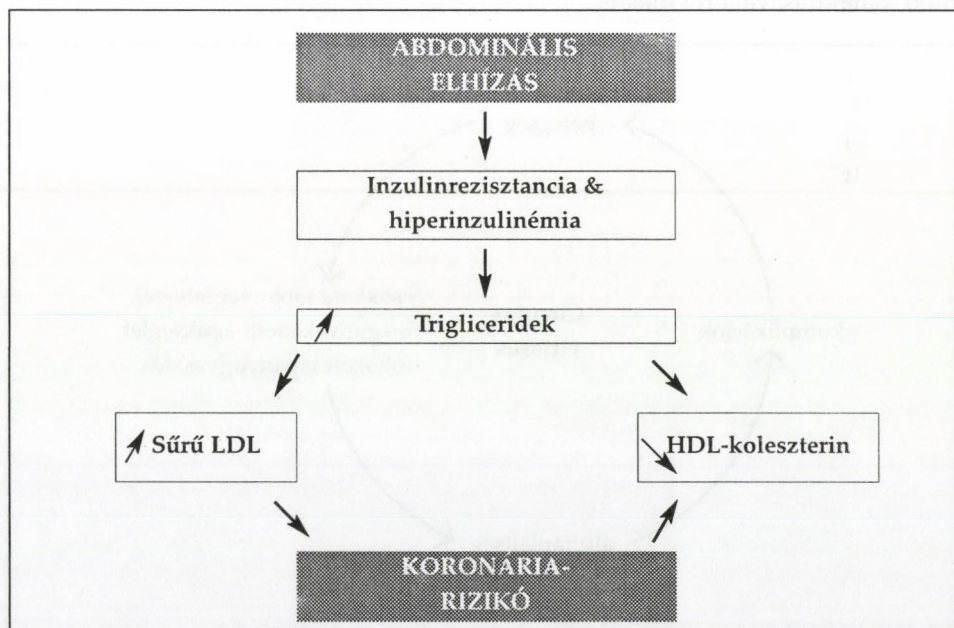 ABDOMINÁLIS
ELHÍZÁS
Inzulinrezisztancia &
hiperinzulinémia
Trigliceridek
Sűrű LDL
HDL-koleszterin
KORONÁRIA-
RIZIKÓ